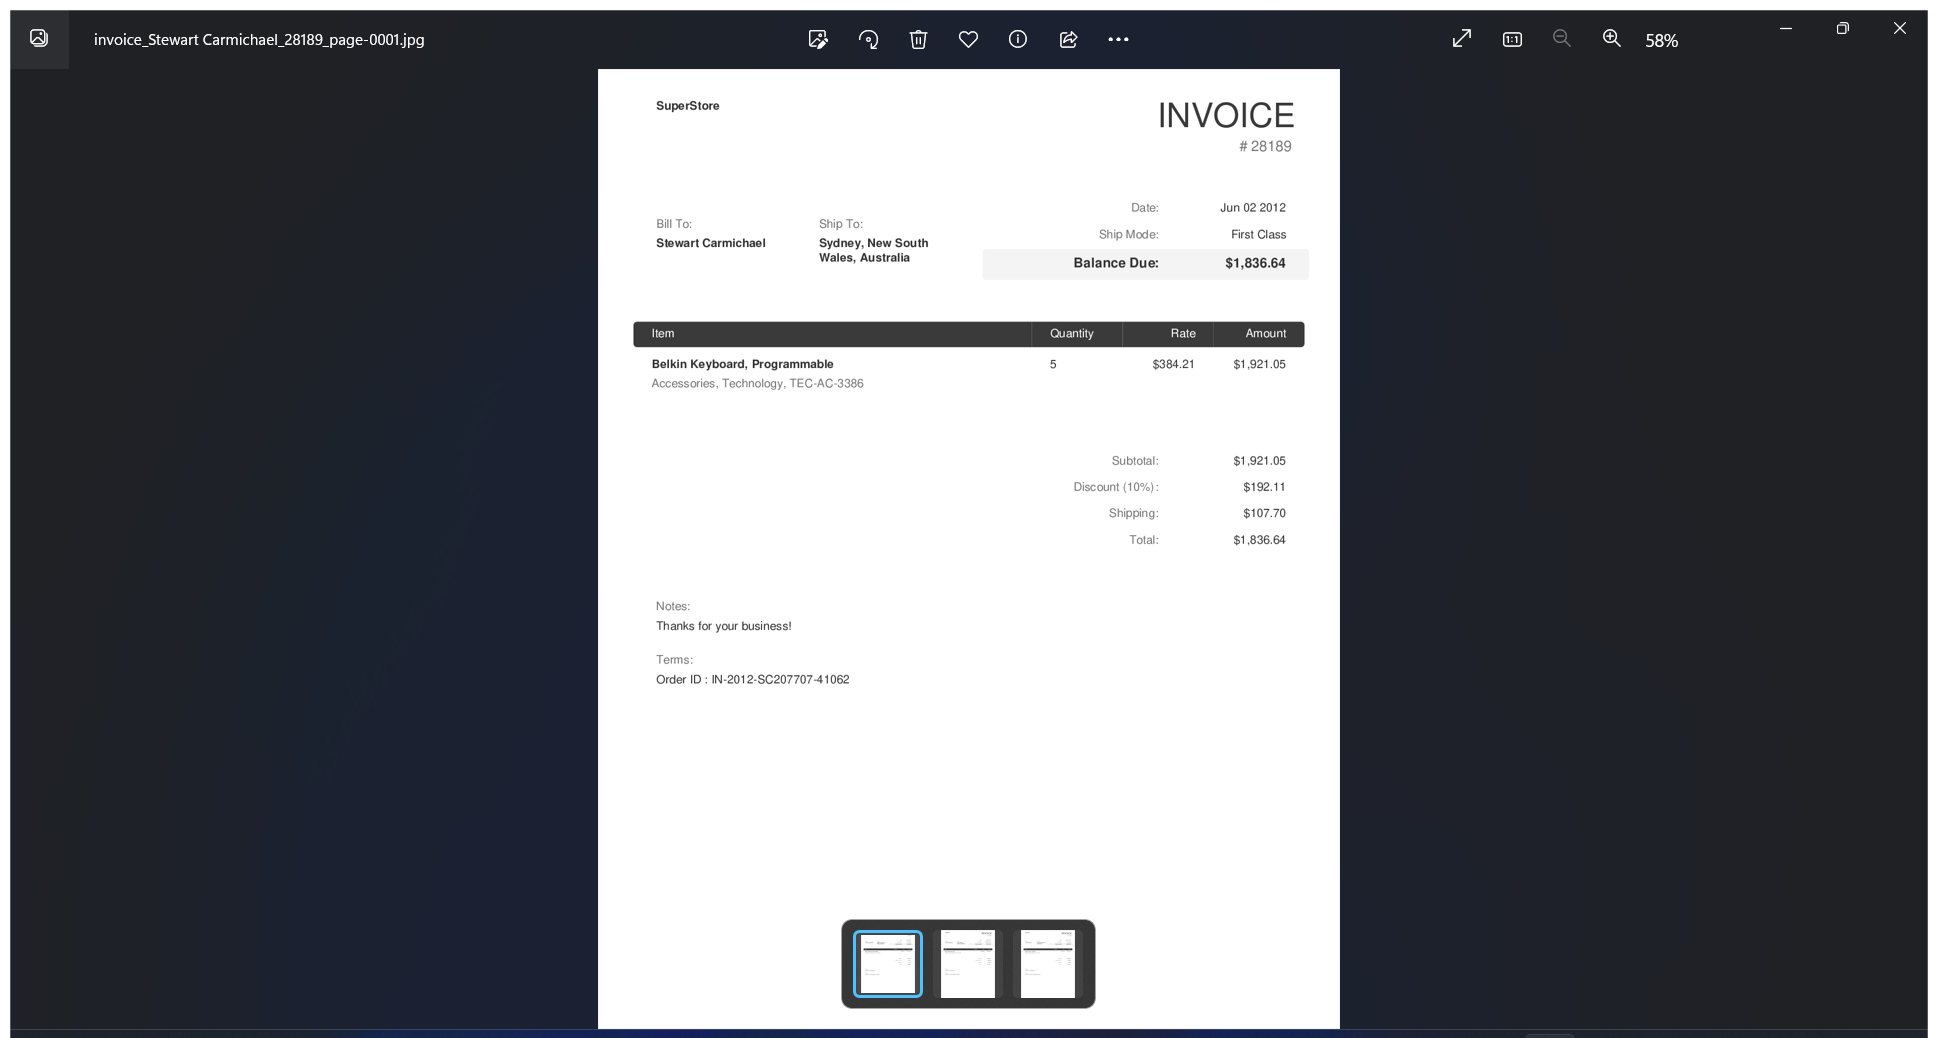 invoice_Stewart Carmichael_28189_page-0001.jpg
1:1
58%
SuperStore
INVOICE
# 28189
Date: Jun 02 2012
Ship Mode: First Class
Balance Due: $1,836.64
Bill To:
Stewart Carmichael
Ship To:
Sydney, New South
Wales, Australia
Item Quantity Rate Amount
Belkin Keyboard, Programmable 5 $384.21 $1,921.05
Accessories, Technology, TEC-AC-3386
Subtotal: $1,921.05
Discount (10%): $192.11
Shipping: $107.70
Total: $1,836.64
Notes:
Thanks for your business!
Terms:
Order ID : IN-2012-SC207707-41062